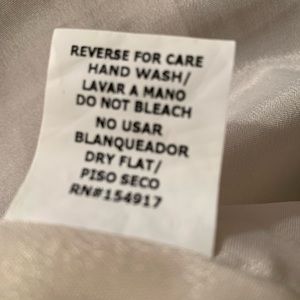 REVERSE FOR CARE
HAND WASH/
LAVAR A MANO
DO NOT BLEACH
NO USAR
BLANQUEADOR
DRY FLAT/
PISO SECO
RN#154917